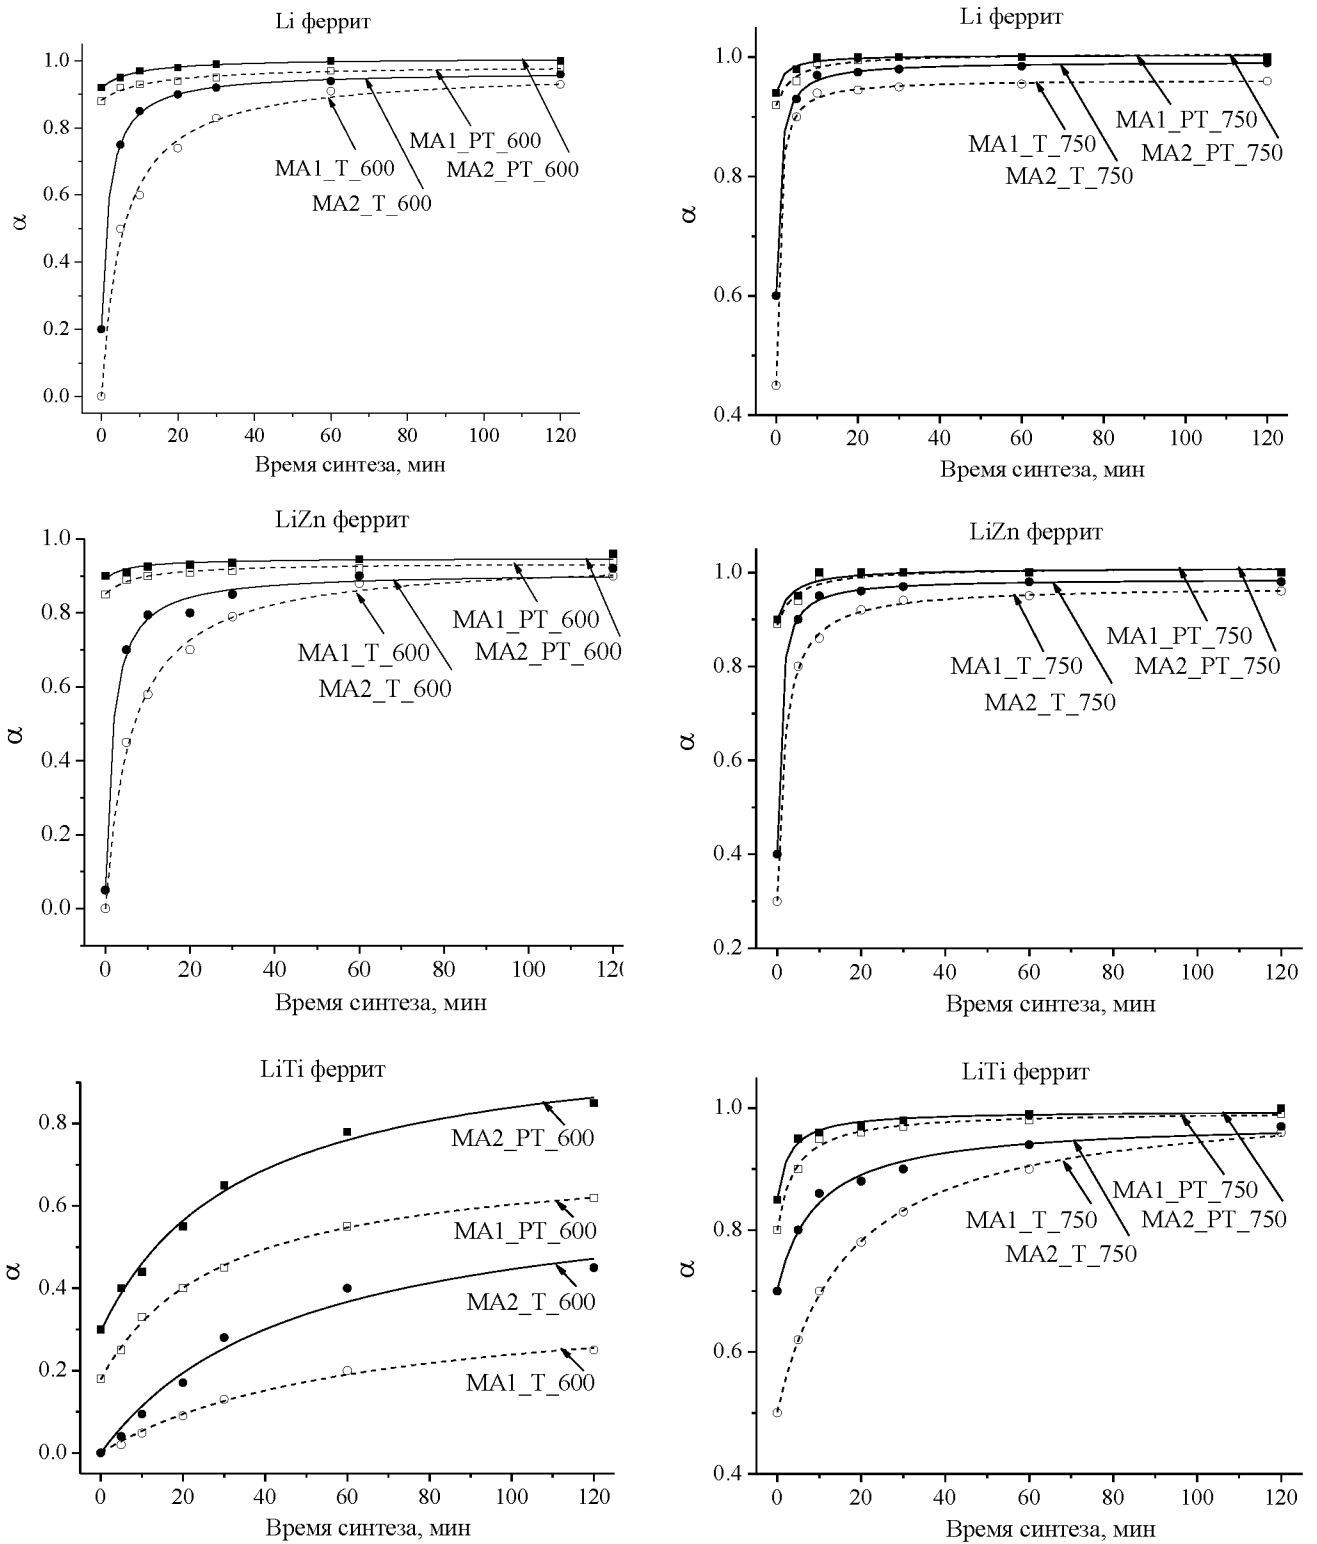 Li феррит
1.0
0.8
0.6
0.4
0.2
0.0
α
MA1_PT_600
MA1_T_600
MA2_PT_600
MA2_T_600
0 20 40 60 80 100 120
Время синтеза, мин
Li феррит
1.0
0.8
0.6
0.4
α
MA1_PT_750
MA1_T_750
MA2_PT_750
MA2_T_750
0 20 40 60 80 100 120
Время синтеза, мин
LiZn феррит
1.0
0.8
0.6
0.4
0.2
0.0
α
MA1_PT_600
MA1_T_600
MA2_PT_600
MA2_T_600
0 20 40 60 80 100 120
Время синтеза, мин
LiZn феррит
1.0
0.8
0.6
0.4
0.2
α
MA1_PT_750
MA1_T_750
MA2_PT_750
MA2_T_750
0 20 40 60 80 100 120
Время синтеза, мин
LiTi феррит
0.8
0.6
0.4
0.2
0.0
α
MA2_PT_600
MA1_PT_600
MA2_T_600
MA1_T_600
0 20 40 60 80 100 120
Время синтеза, мин
LiTi феррит
1.0
0.8
0.6
0.4
α
MA1_PT_750
MA1_T_750
MA2_PT_750
MA2_T_750
0 20 40 60 80 100 120
Время синтеза, мин